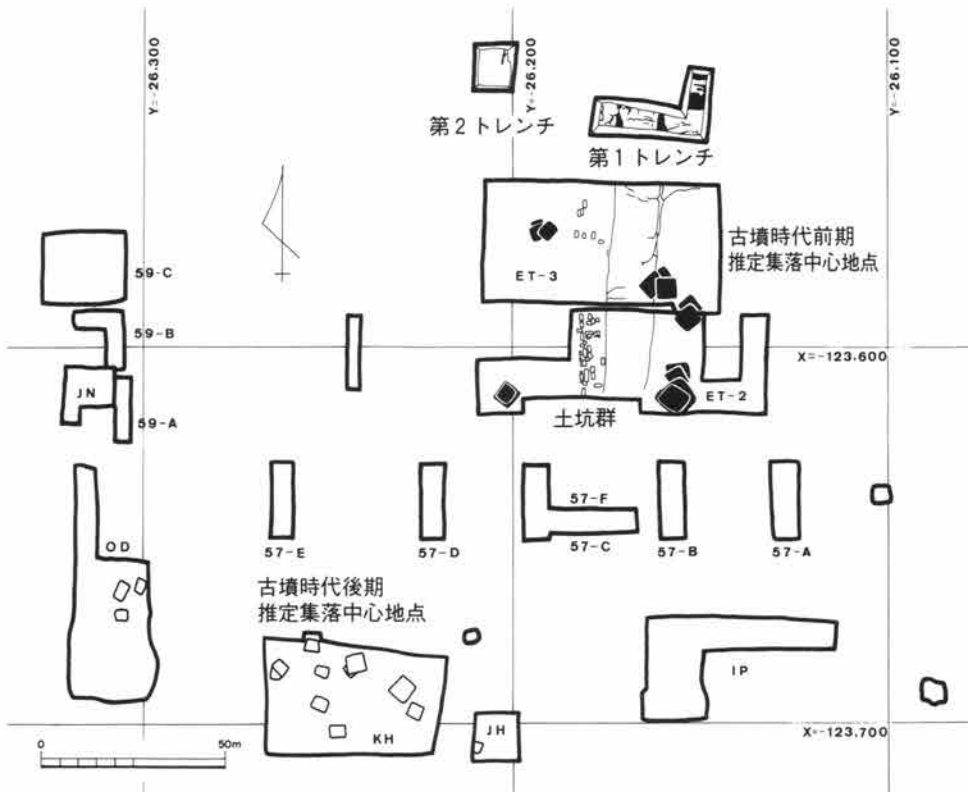 Y=-26.300
Y=-26.200
Y=-26.100
第2トレンチ
第1トレンチ
古墳時代前期
推定集落中心地点
59-C
ET-3
59-B
X=-123.600
JN
59-A
ET-2
土坑群
OD
57-E
57-D
57-F
57-C
57-B
57-A
古墳時代後期
推定集落中心地点
IP
KH
JH
X=-123.700
0
50m